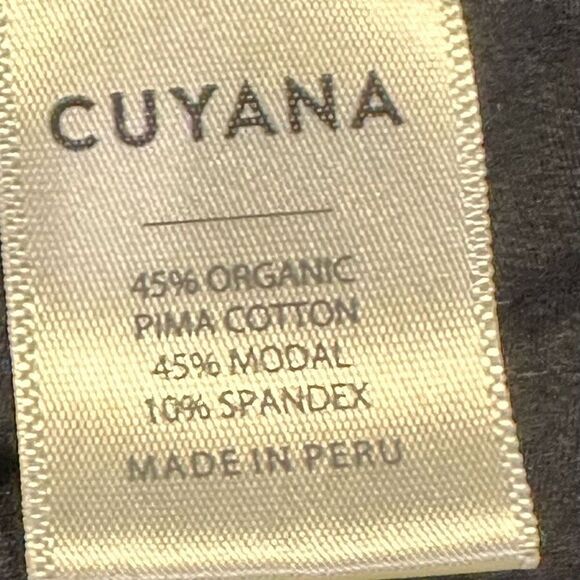 CUYANA
45% ORGANIC
PIMA COTTON
45% MODAL
10% SPANDEX
MADE IN PERU